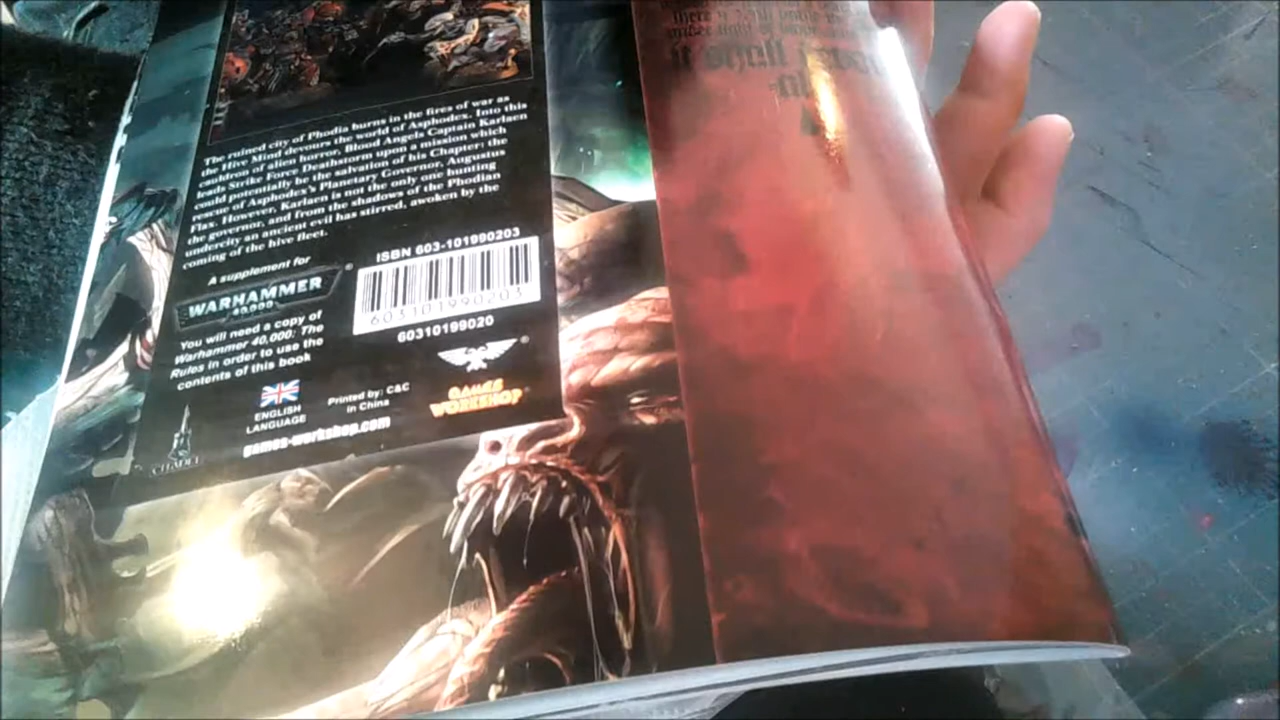 The ruined city of Phodia burns in the fires of war as
the Hive Mind devours the world of Asphodex. Into this
cauldron of alien horror, Blood Angels Captain Karlaen
leads Strike Force Deathstorm upon a mission which
could potentially be the salvation of his Chapter: the
rescue of Asphodex's Planetary Governor, Augustus
Flax. However, Karlaen is not the only one hunting
the governor, and from the shadows of the Phodian
undercity an ancient evil has stirred, awoken by the
coming of the hive fleet.
A supplement for
WARHAMMER
40,000
®
You will need a copy of
Warhammer 40,000: The
Rules in order to use the
contents of this book
ISBN 603-101990203
603101990203
60310199020
ENGLISH
LANGUAGE
Printed by: C&C
in China
®
GAMES
WORKSHOP
games-workshop.com
CITADEL
it shall